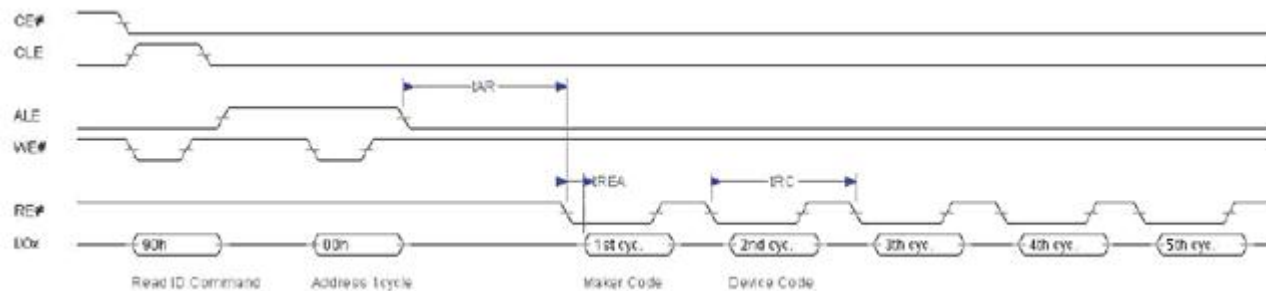 CE#
CLE
tAR
ALE
WE#
tREA
tRC
RE#
I/Ox
90h
00h
1st cyc.
2nd cyc.
3th cyc.
4th cyc.
5th cyc.
Read ID Command
Address 1cycle
Maker Code
Device Code